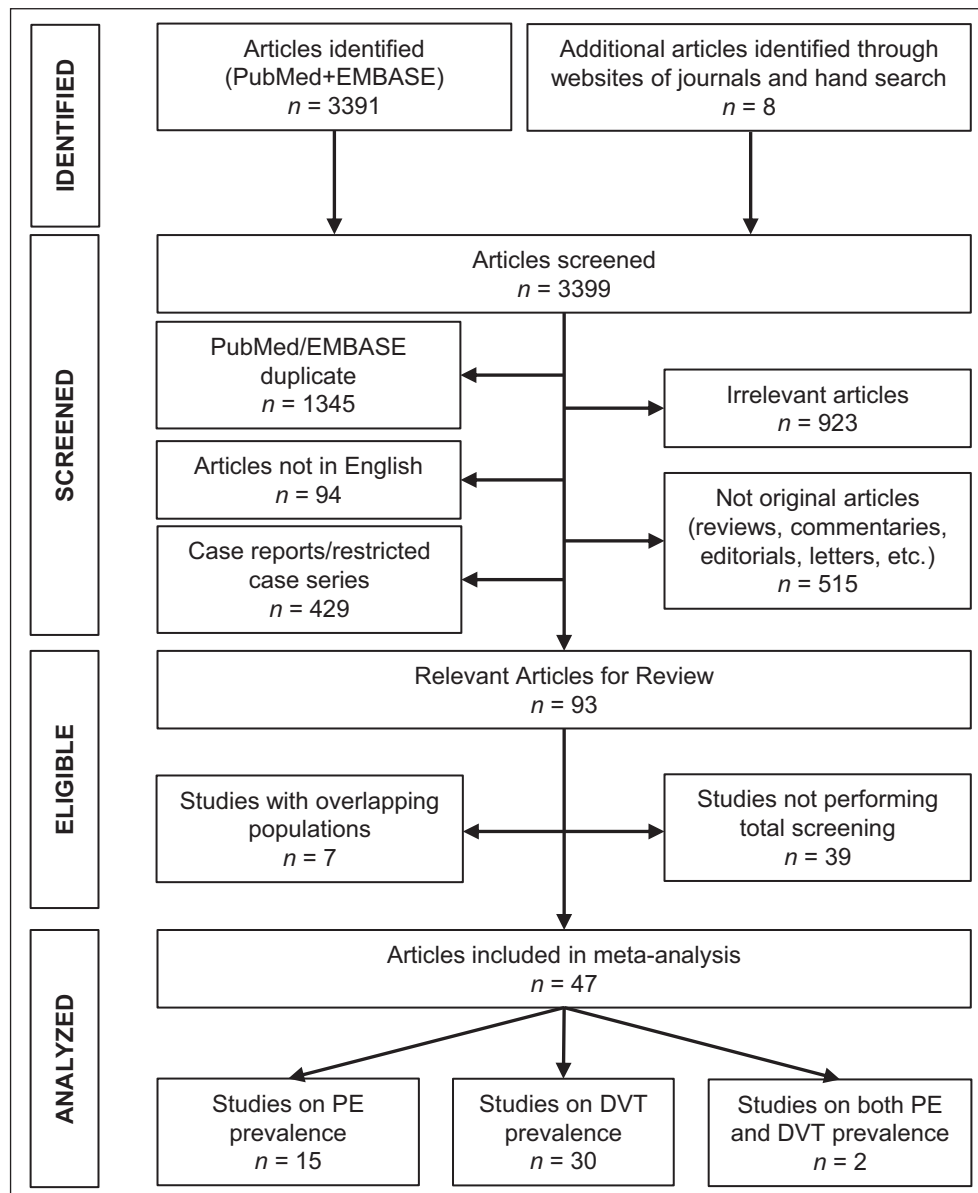 IDENTIFIED
Articles identified
(PubMed+EMBASE)
n = 3391
Additional articles identified through
websites of journals and hand search
n = 8
SCREENED
Articles screened
n = 3399
PubMed/EMBASE
duplicate
n = 1345
Irrelevant articles
n = 923
Articles not in English
n = 94
Not original articles
(reviews, commentaries,
editorials, letters, etc.)
n = 515
Case reports/restricted
case series
n = 429
ELIGIBLE
Relevant Articles for Review
n = 93
Studies with overlapping
populations
n = 7
Studies not performing
total screening
n = 39
ANALYZED
Articles included in meta-analysis
n = 47
Studies on PE
prevalence
n = 15
Studies on DVT
prevalence
n = 30
Studies on both PE
and DVT prevalence
n = 2